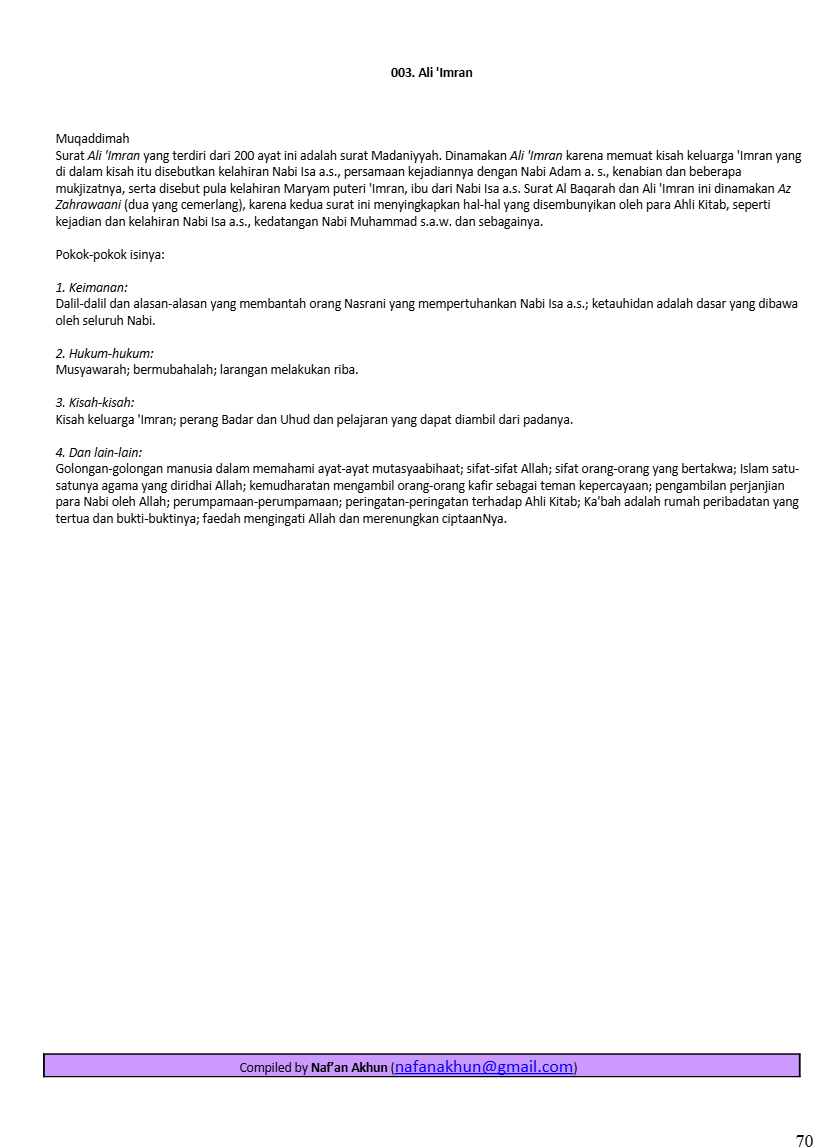 003. Ali 'Imran
Muqaddimah
Surat Ali 'Imran yang terdiri dari 200 ayat ini adalah surat Madaniyyah. Dinamakan Ali 'Imran karena memuat kisah keluarga 'Imran yang
di dalam kisah itu disebutkan kelahiran Nabi Isa a.s., persamaan kejadiannya dengan Nabi Adam a. s., kenabian dan beberapa
mukjizatnya, serta disebut pula kelahiran Maryam puteri 'Imran, ibu dari Nabi Isa a.s. Surat Al Baqarah dan Ali 'Imran ini dinamakan Az
Zahrawaani (dua yang cemerlang), karena kedua surat ini menyingkapkan hal-hal yang disembunyikan oleh para Ahli Kitab, seperti
kejadian dan kelahiran Nabi Isa a.s., kedatangan Nabi Muhammad s.a.w. dan sebagainya.
Pokok-pokok isinya:
1. Keimanan:
Dalil-dalil dan alasan-alasan yang membantah orang Nasrani yang mempertuhankan Nabi Isa a.s.; ketauhidan adalah dasar yang dibawa
oleh seluruh Nabi.
2. Hukum-hukum:
Musyawarah; bermubahalah; larangan melakukan riba.
3. Kisah-kisah:
Kisah keluarga 'Imran; perang Badar dan Uhud dan pelajaran yang dapat diambil dari padanya.
4. Dan lain-lain:
Golongan-golongan manusia dalam memahami ayat-ayat mutasyaabihaat; sifat-sifat Allah; sifat orang-orang yang bertakwa; Islam satu-
satunya agama yang diridhai Allah; kemudharatan mengambil orang-orang kafir sebagai teman kepercayaan; pengambilan perjanjian
para Nabi oleh Allah; perumpamaan-perumpamaan; peringatan-peringatan terhadap Ahli Kitab; Ka'bah adalah rumah peribadatan yang
tertua dan bukti-buktinya; faedah mengingati Allah dan merenungkan ciptaanNya.
Compiled by Naf’an Akhun (nafanakhun@gmail.com)
70